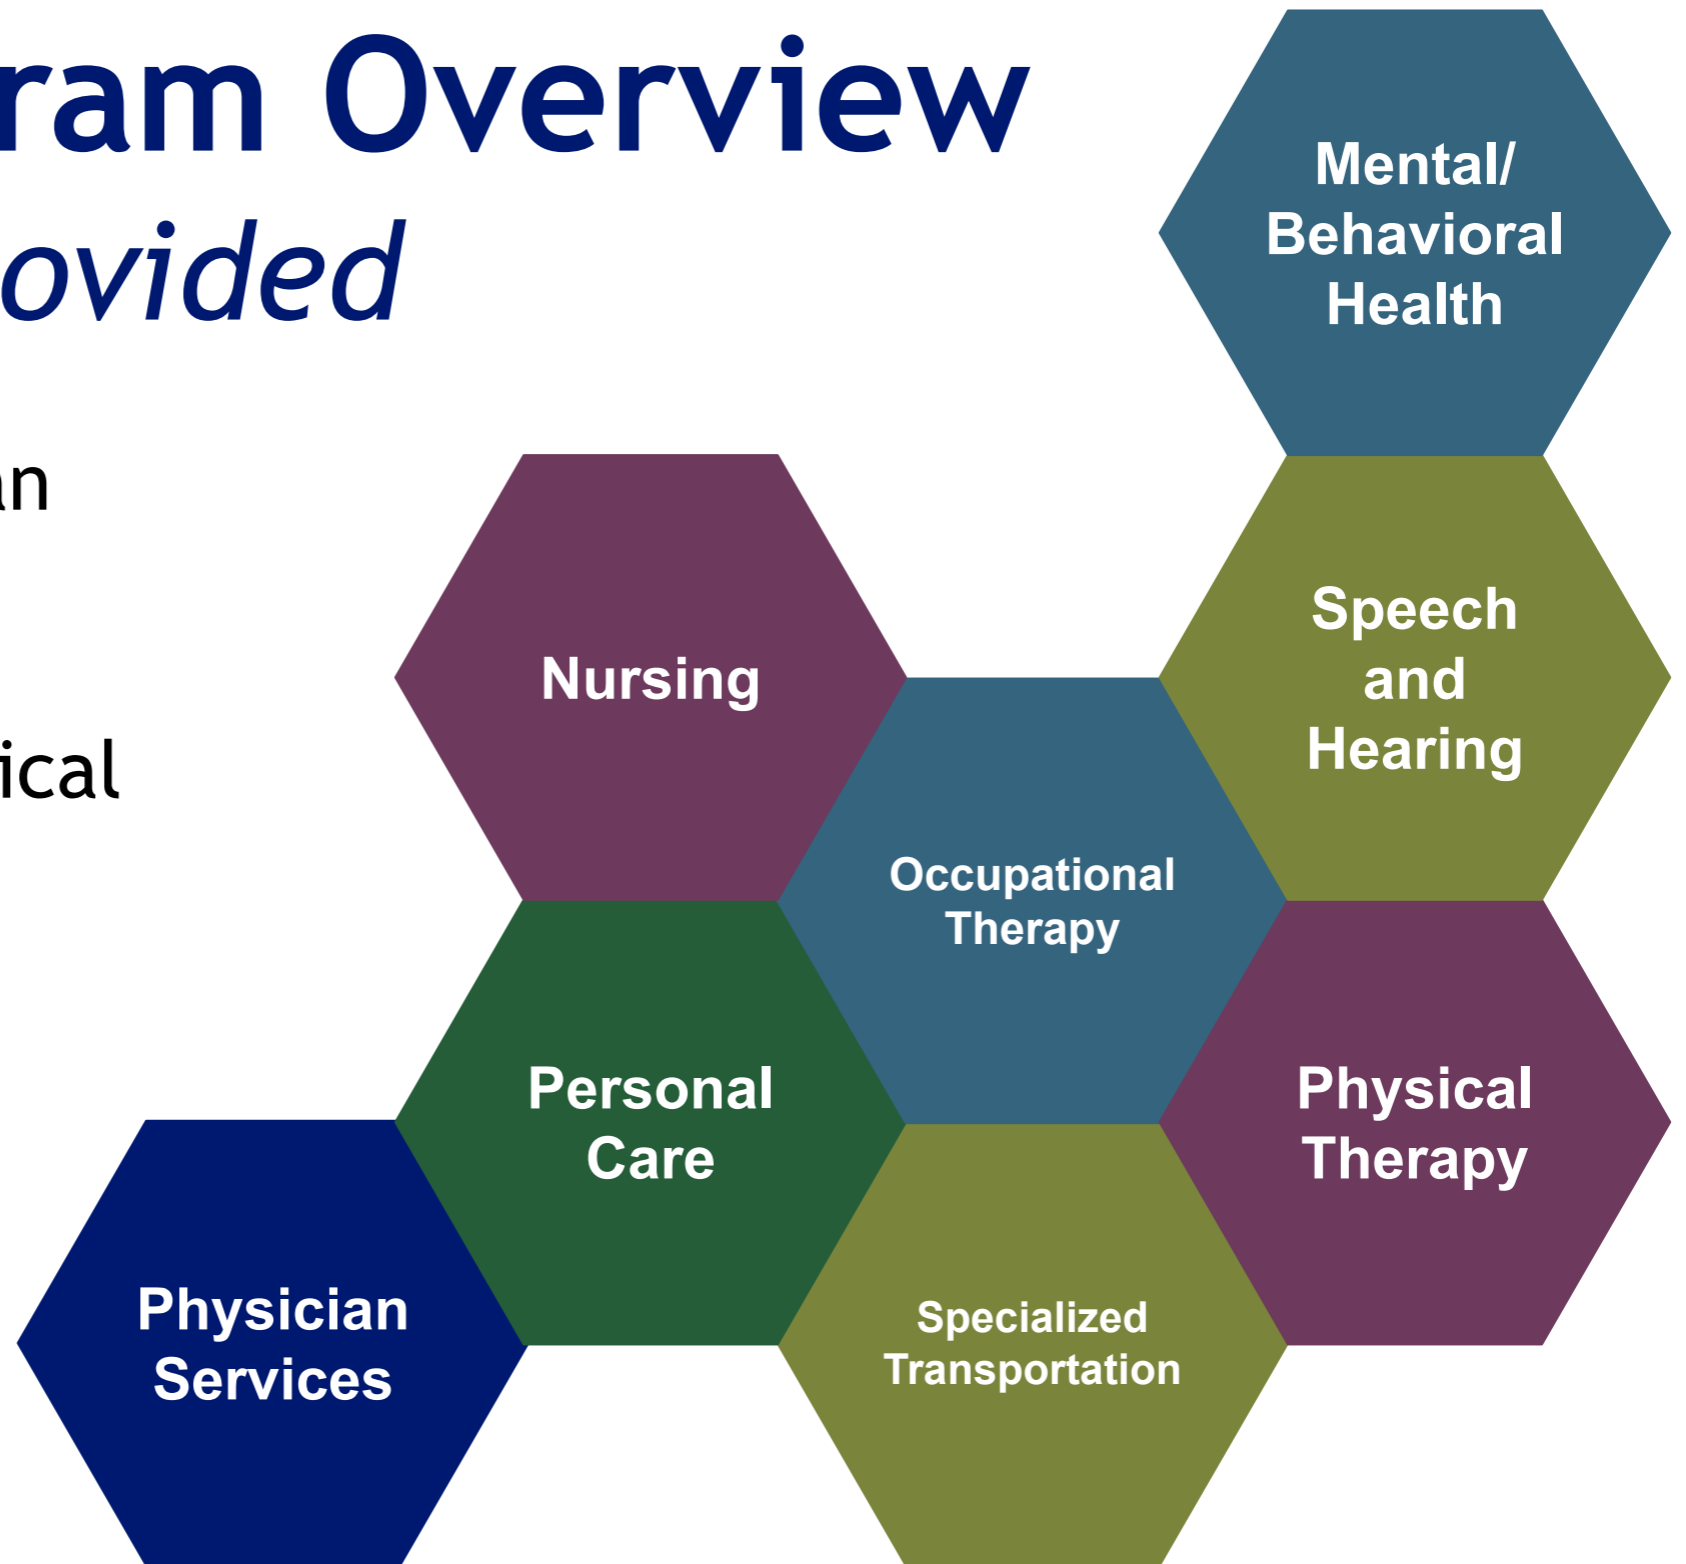 ram Overview
ovided
an
ical
Mental/
Behavioral
Health
Speech
and
Hearing
Nursing
Occupational
Therapy
Personal
Care
Physical
Therapy
Physician
Services
Specialized
Transportation